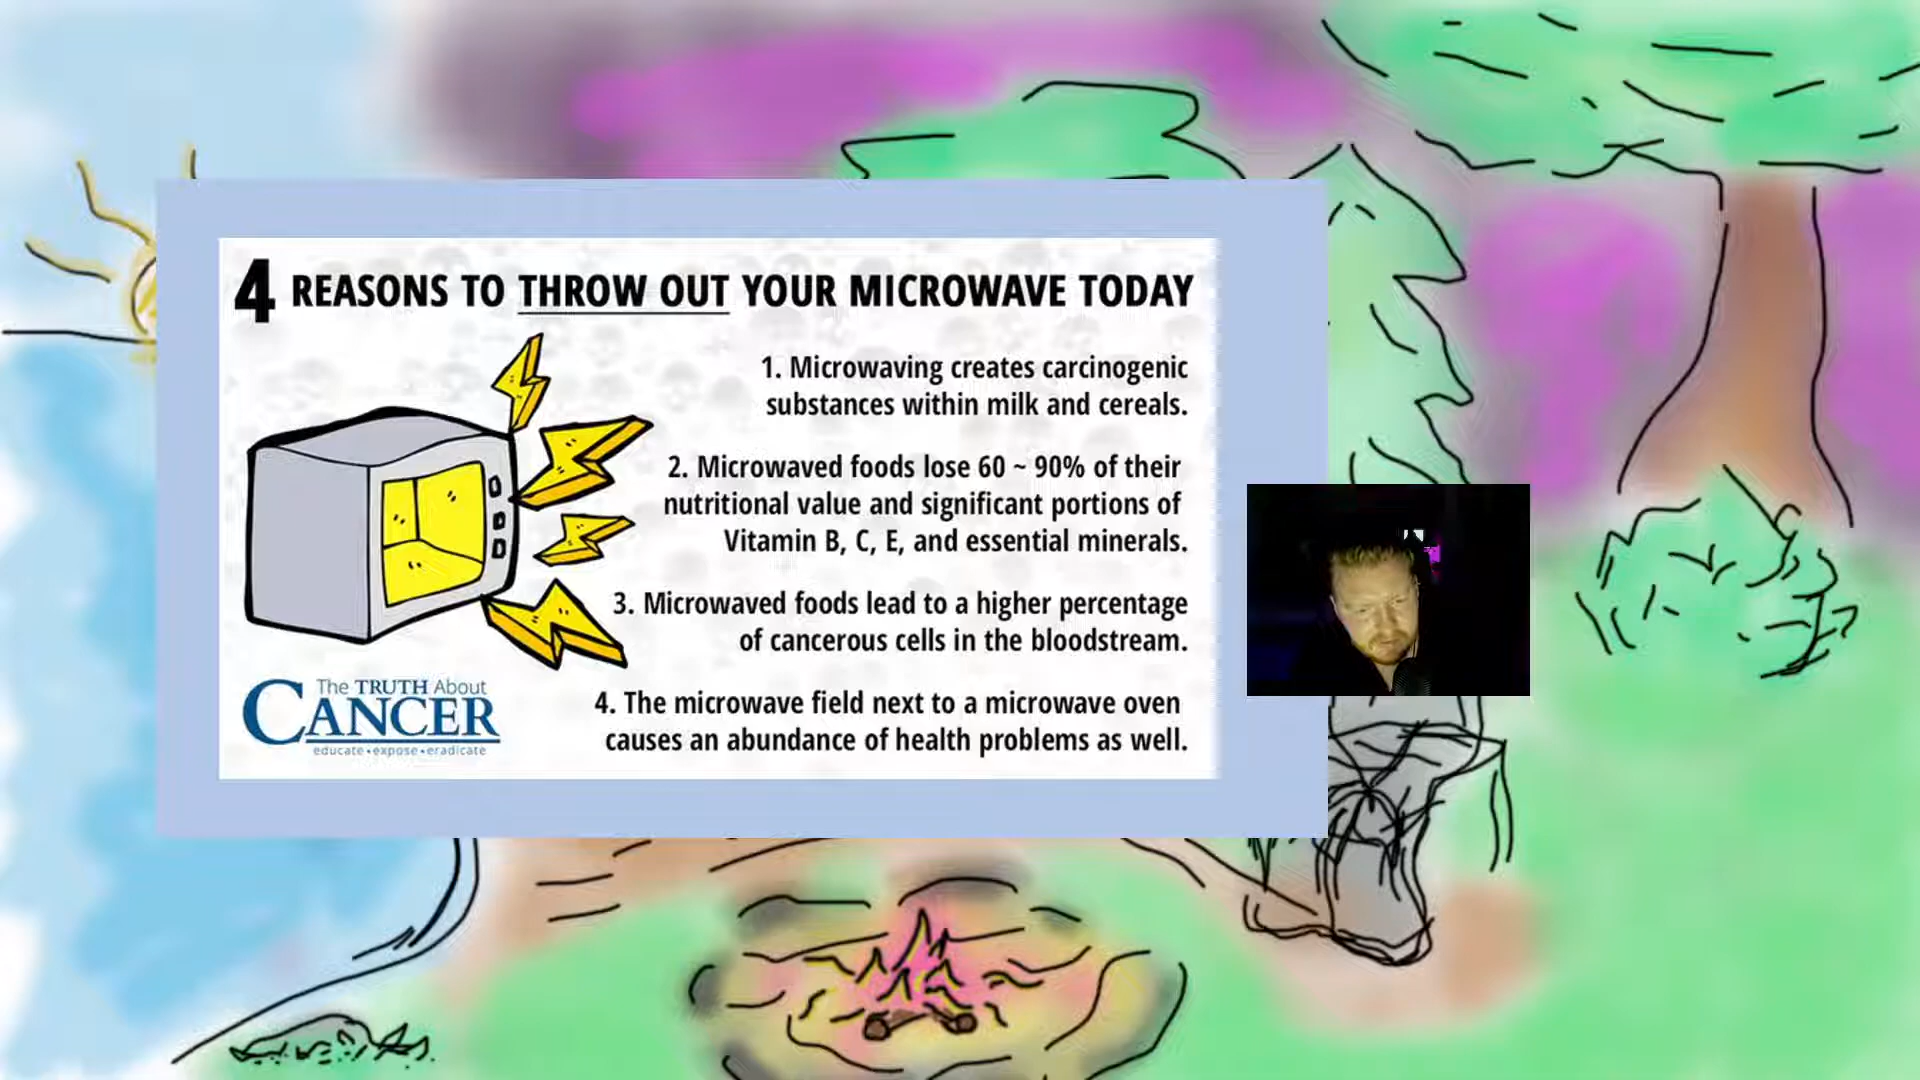 4 REASONS TO THROW OUT YOUR MICROWAVE TODAY
1. Microwaving creates carcinogenic
substances within milk and cereals.
2. Microwaved foods lose 60 ~ 90% of their
nutritional value and significant portions of
Vitamin B, C, E, and essential minerals.
3. Microwaved foods lead to a higher percentage
of cancerous cells in the bloodstream.
4. The microwave field next to a microwave oven
causes an abundance of health problems as well.
The TRUTH About
CANCER
educate • expose • eradicate